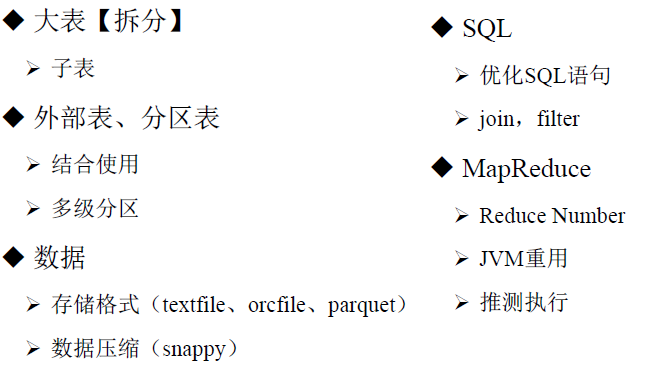 ◆ 大表【拆分】
➢ 子表
◆ 外部表、分区表
➢ 结合使用
➢ 多级分区
◆ 数据
➢ 存储格式（textfile、orcfile、parquet）
➢ 数据压缩（snappy）
◆ SQL
➢ 优化SQL语句
➢ join，filter
◆ MapReduce
➢ Reduce Number
➢ JVM重用
➢ 推测执行